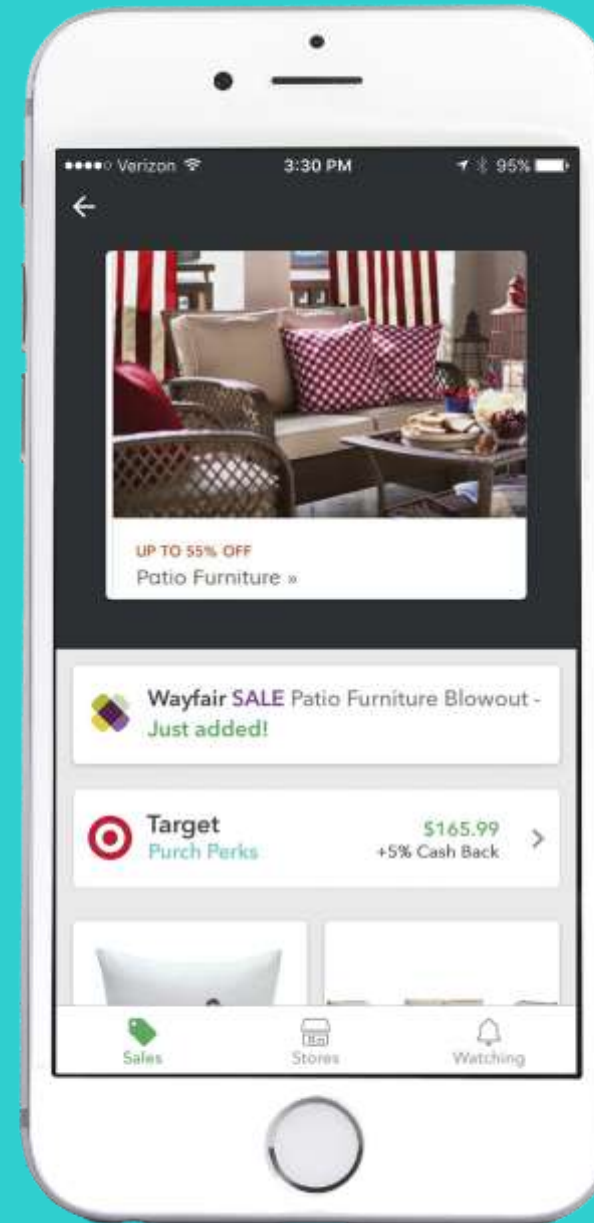 Verizon 3:30 PM 95%
UP TO 55% OFF
Patio Furniture »
Wayfair SALE Patio Furniture Blowout -
Just added!
Target $165.99
Purch Perks +5% Cash Back
Sales Stores Watching